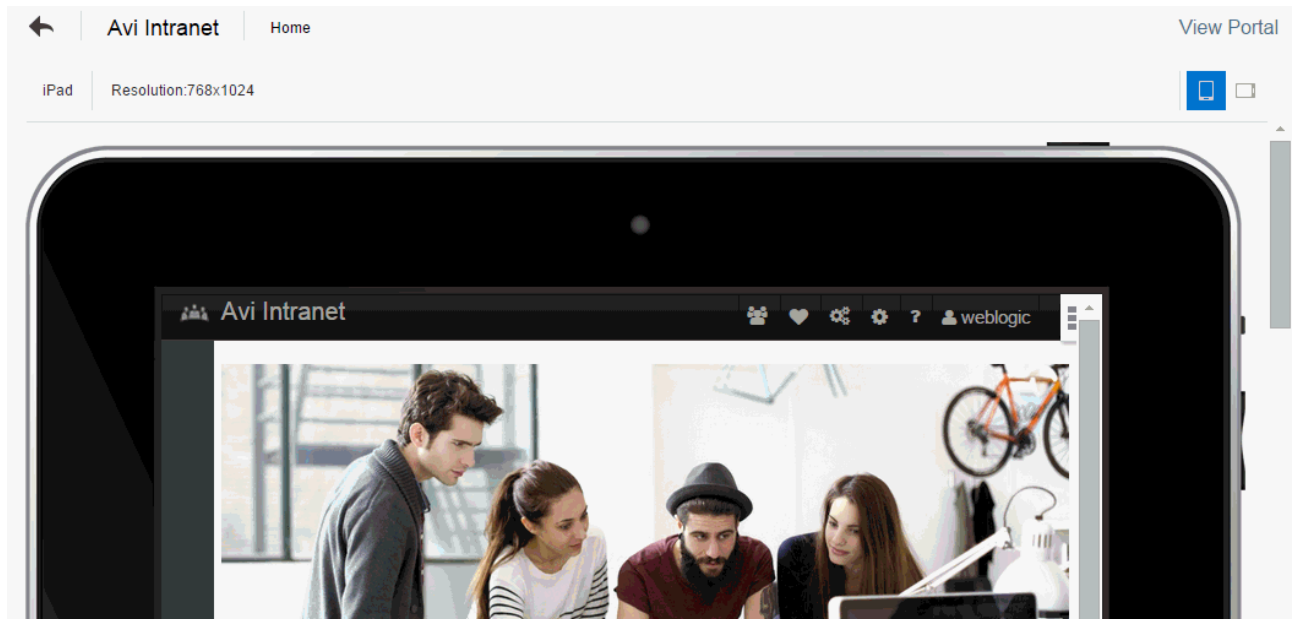 Avi Intranet Home View Portal
iPad Resolution:768x1024
Avi Intranet ? weblogic